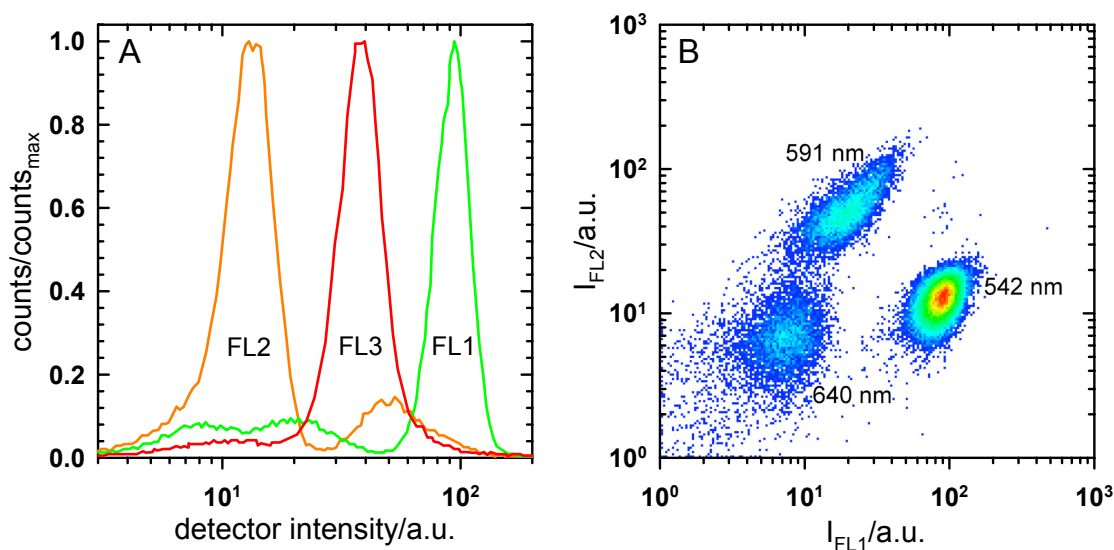 A
counts/counts_max
1.0
0.8
0.6
0.4
0.2
0.0
FL2
FL3
FL1
10^1
10^2
detector intensity/a.u.
B
I_FL2/a.u.
10^3
10^2
10^1
10^0
591 nm
542 nm
640 nm
10^0
10^1
10^2
10^3
I_FL1/a.u.